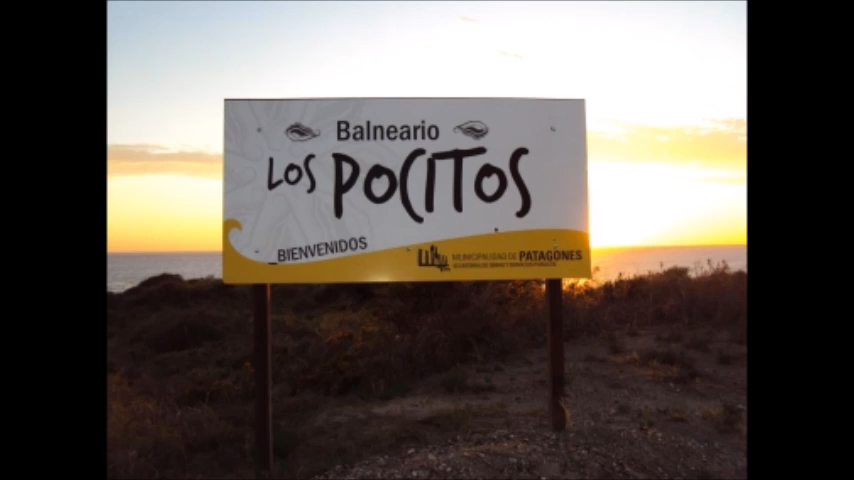 Balneario
LOS POCITOS
BIENVENIDOS
MUNICIPALIDAD DE PATAGONES